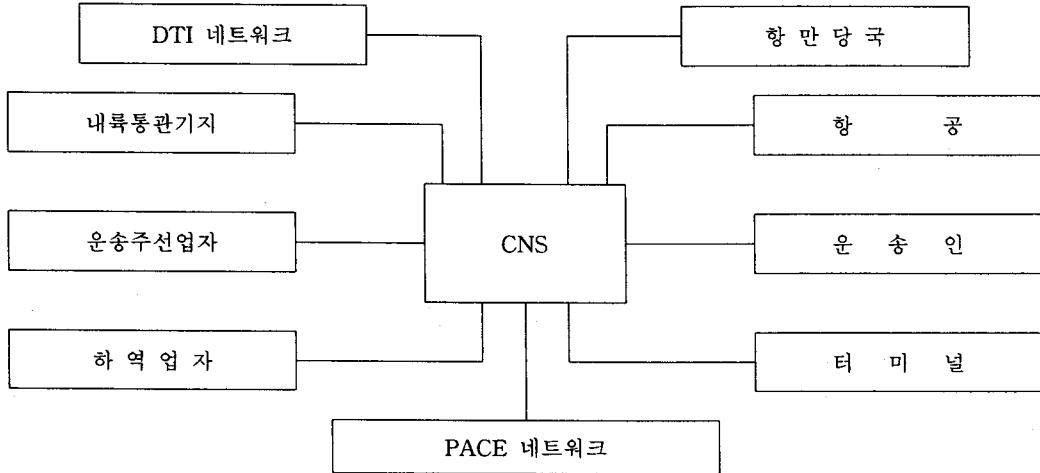 DTI 네트워크
항 만 당 국
내륙통관기지
항 공
운송주선업자
CNS
운 송 인
하 역 업 자
터 미 널
PACE 네트워크